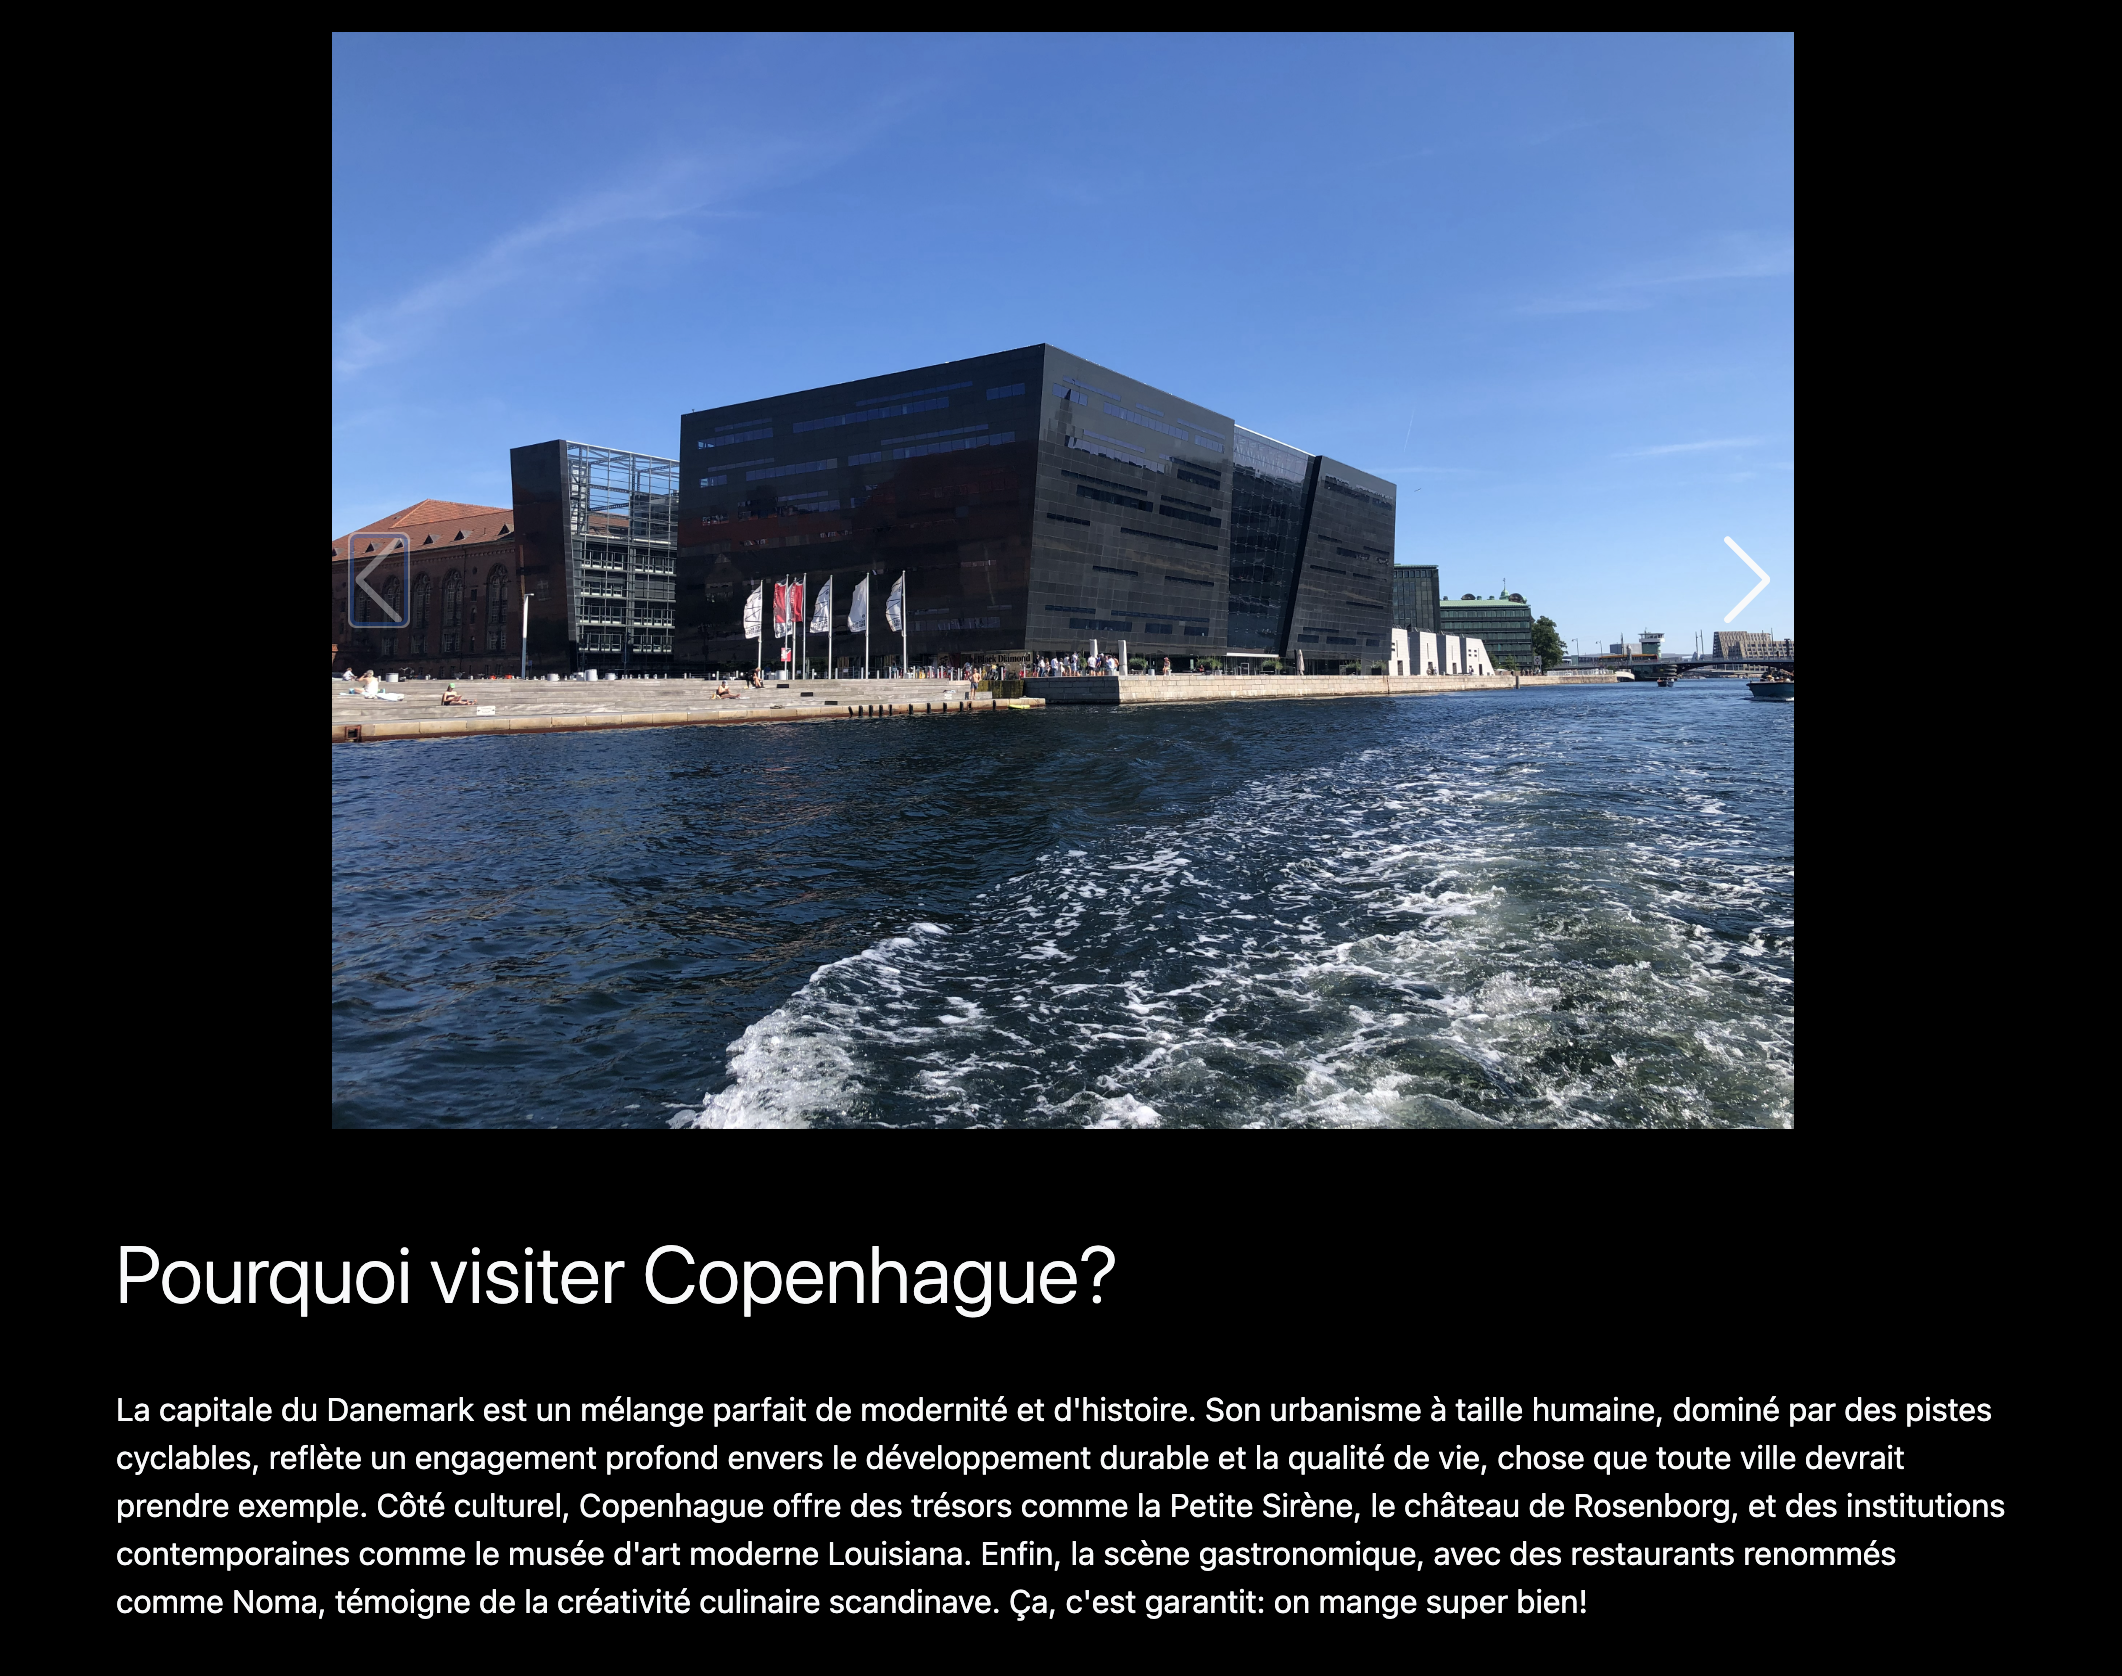 Black Diamond
Pourquoi visiter Copenhague?
La capitale du Danemark est un mélange parfait de modernité et d'histoire. Son urbanisme à taille humaine, dominé par des pistes
cyclables, reflète un engagement profond envers le développement durable et la qualité de vie, chose que toute ville devrait
prendre exemple. Côté culturel, Copenhague offre des trésors comme la Petite Sirène, le château de Rosenborg, et des institutions
contemporaines comme le musée d'art moderne Louisiana. Enfin, la scène gastronomique, avec des restaurants renommés
comme Noma, témoigne de la créativité culinaire scandinave. Ça, c'est garantit: on mange super bien!